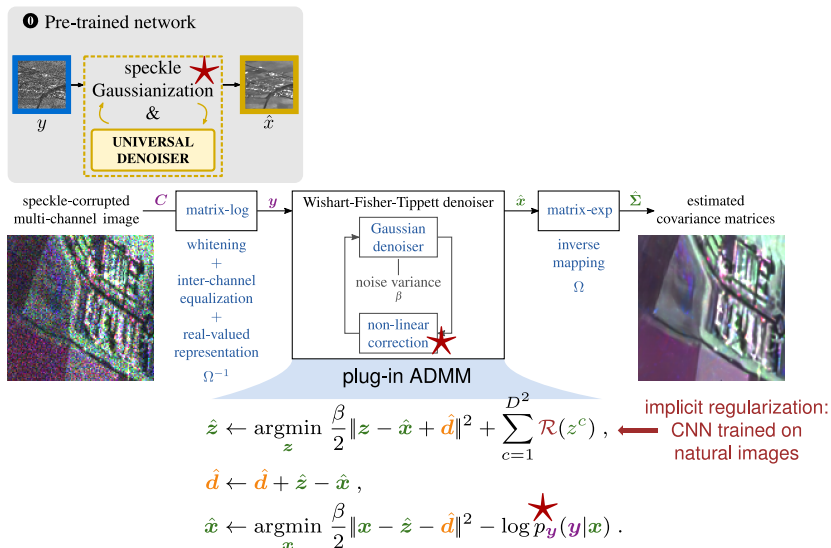 0 Pre-trained network
speckle
Gaussianization
&
UNIVERSAL
DENOISER
y
x̂
speckle-corrupted
multi-channel image
C
matrix-log
y
Wishart-Fisher-Tippett denoiser
x̂
matrix-exp
Σ̂
estimated
covariance matrices
Gaussian
denoiser
noise variance
β
non-linear
correction
whitening
+
inter-channel
equalization
+
real-valued
representation
Ω⁻¹
inverse
mapping
Ω
plug-in ADMM
ẑ ← argmin_z β/2 ‖z − x̂ + d̂‖² + ∑_{c=1}^{D²} R(z^c) ,
implicit regularization:
CNN trained on
natural images
d̂ ← d̂ + ẑ − x̂ ,
x̂ ← argmin_x β/2 ‖x − ẑ − d̂‖² − log p_y(y|x) .